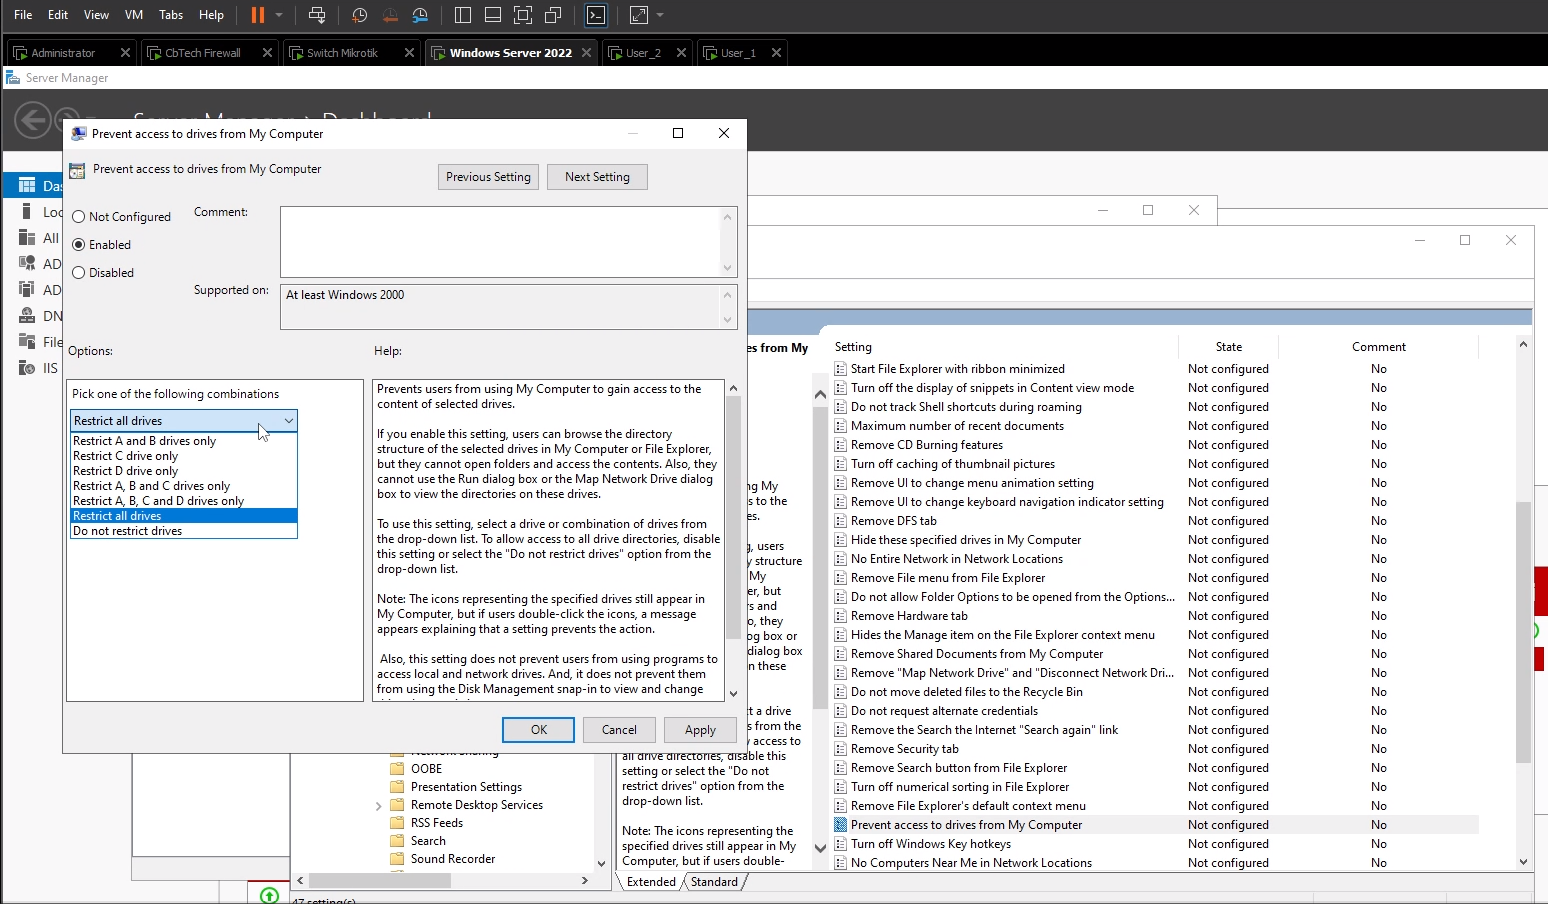 File Edit View VM Tabs Help
Administrator
CbTech Firewall
Switch Mikrotik
Windows Server 2022
User_2
User_1
Server Manager
Prevent access to drives from My Computer
Prevent access to drives from My Computer
Previous Setting
Next Setting
Not Configured
Enabled
Disabled
Comment:
Supported on:
At least Windows 2000
Options:
Help:
Pick one of the following combinations
Restrict all drives
Restrict A and B drives only
Restrict C drive only
Restrict D drive only
Restrict A, B and C drives only
Restrict A, B, C and D drives only
Restrict all drives
Do not restrict drives
Prevents users from using My Computer to gain access to the
content of selected drives.
If you enable this setting, users can browse the directory
structure of the selected drives in My Computer or File Explorer,
but they cannot open folders and access the contents. Also, they
cannot use the Run dialog box or the Map Network Drive dialog
box to view the directories on these drives.
To use this setting, select a drive or combination of drives from
the drop-down list. To allow access to all drive directories, disable
this setting or select the "Do not restrict drives" option from the
drop-down list.
Note: The icons representing the specified drives still appear in
My Computer, but if users double-click the icons, a message
appears explaining that a setting prevents the action.
Also, this setting does not prevent users from using programs to
access local and network drives. And, it does not prevent them
from using the Disk Management snap-in to view and change
OK
Cancel
Apply
Das
Loc
All
AD
AD
DN
File
IIS
OOBE
Presentation Settings
Remote Desktop Services
RSS Feeds
Search
Sound Recorder
es from My
ng My
s to the
es.
g, users
y structure
My
er, but
rs and
o, they
og box or
dialog box
n these
ct a drive
s from the
y access to
all drive directories, disable this
setting or select the "Do not
restrict drives" option from the
drop-down list.
Note: The icons representing the
specified drives still appear in My
Computer, but if users double-
Setting State Comment
Start File Explorer with ribbon minimized Not configured No
Turn off the display of snippets in Content view mode Not configured No
Do not track Shell shortcuts during roaming Not configured No
Maximum number of recent documents Not configured No
Remove CD Burning features Not configured No
Turn off caching of thumbnail pictures Not configured No
Remove UI to change menu animation setting Not configured No
Remove UI to change keyboard navigation indicator setting Not configured No
Remove DFS tab Not configured No
Hide these specified drives in My Computer Not configured No
No Entire Network in Network Locations Not configured No
Remove File menu from File Explorer Not configured No
Do not allow Folder Options to be opened from the Options... Not configured No
Remove Hardware tab Not configured No
Hides the Manage item on the File Explorer context menu Not configured No
Remove Shared Documents from My Computer Not configured No
Remove "Map Network Drive" and "Disconnect Network Dri... Not configured No
Do not move deleted files to the Recycle Bin Not configured No
Do not request alternate credentials Not configured No
Remove the Search the Internet "Search again" link Not configured No
Remove Security tab Not configured No
Remove Search button from File Explorer Not configured No
Turn off numerical sorting in File Explorer Not configured No
Remove File Explorer's default context menu Not configured No
Prevent access to drives from My Computer Not configured No
Turn off Windows Key hotkeys Not configured No
No Computers Near Me in Network Locations Not configured No
Extended Standard
47 setting(s)